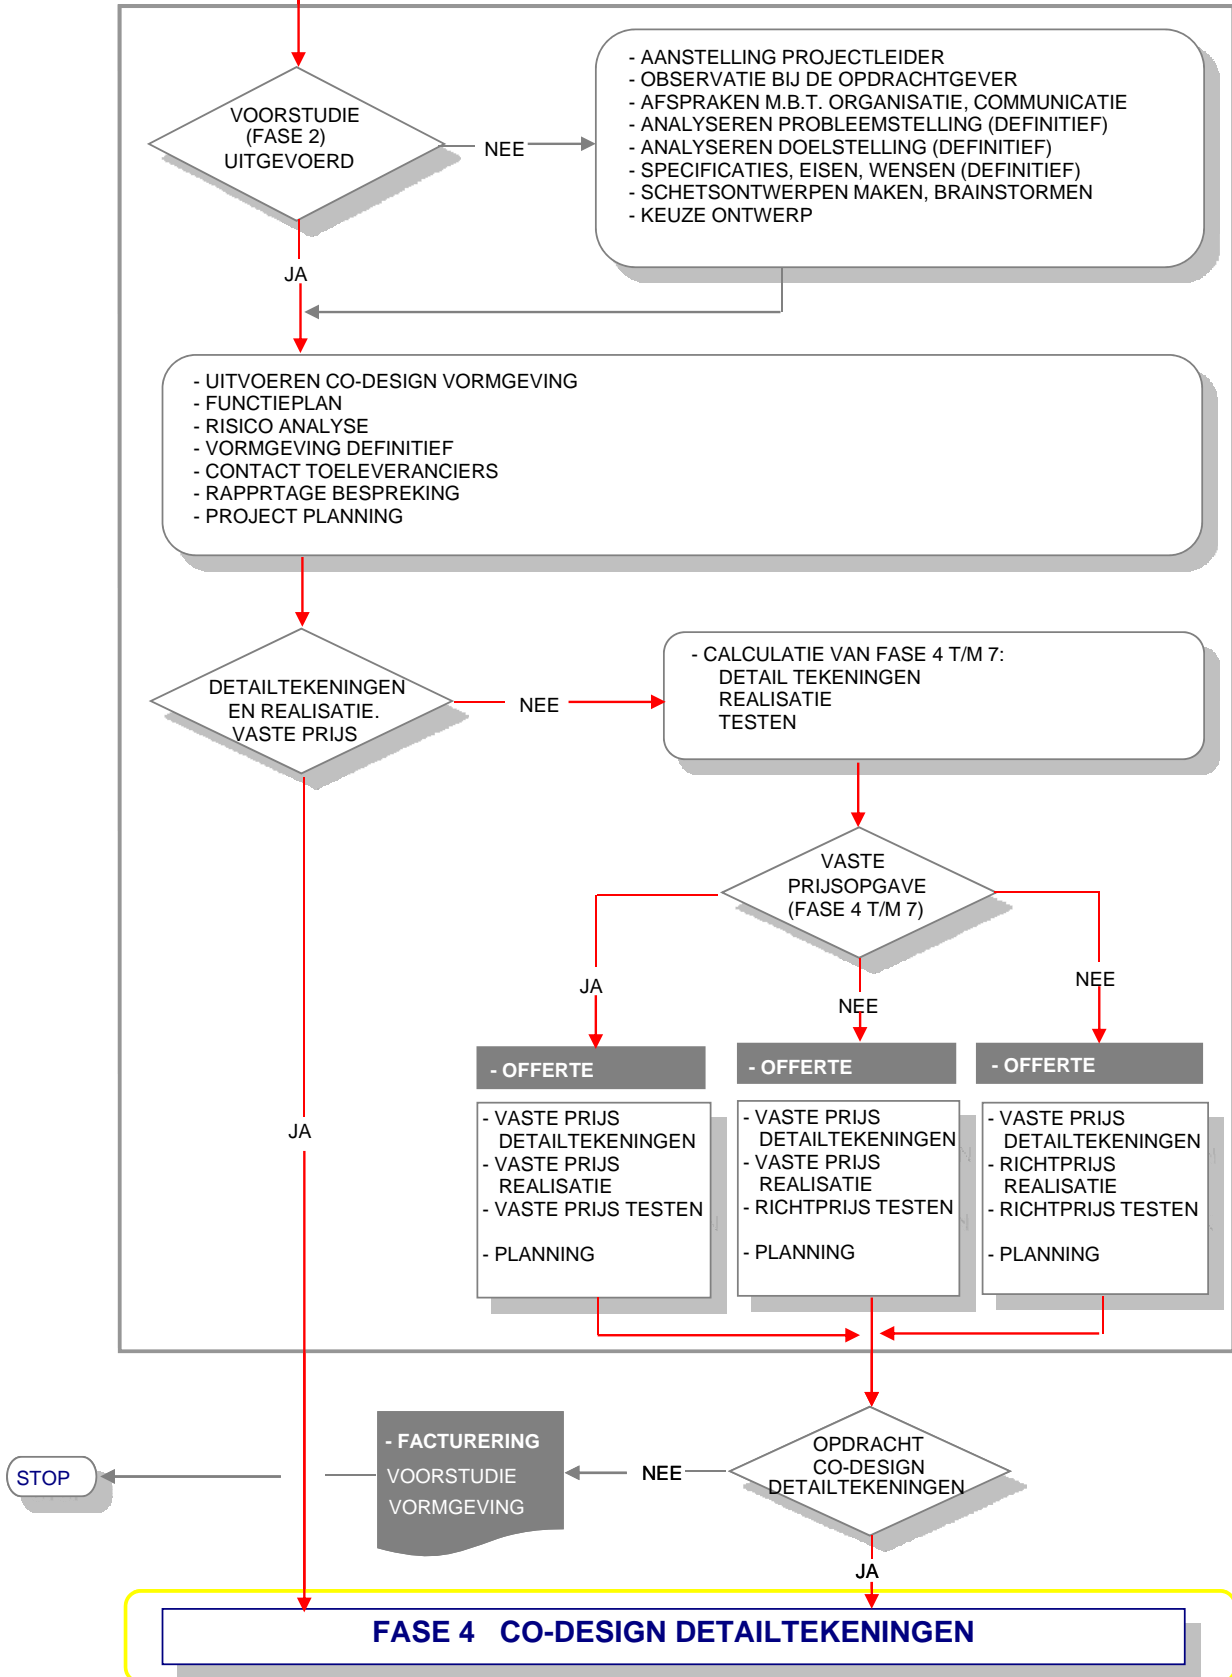 VOORSTUDIE
(FASE 2)
UITGEVOERD
NEE
- AANSTELLING PROJECTLEIDER
- OBSERVATIE BIJ DE OPDRACHTGEVER
- AFSPRAKEN M.B.T. ORGANISATIE, COMMUNICATIE
- ANALYSEREN PROBLEEMSTELLING (DEFINITIEF)
- ANALYSEREN DOELSTELLING (DEFINITIEF)
- SPECIFICATIES, EISEN, WENSEN (DEFINITIEF)
- SCHETSONTWERPEN MAKEN, BRAINSTORMEN
- KEUZE ONTWERP
JA
- UITVOEREN CO-DESIGN VORMGEVING
- FUNCTIEPLAN
- RISICO ANALYSE
- VORMGEVING DEFINITIEF
- CONTACT TOELEVERANCIERS
- RAPPRTAGE BESPREKING
- PROJECT PLANNING
DETAILTEKENINGEN
EN REALISATIE.
VASTE PRIJS
NEE
- CALCULATIE VAN FASE 4 T/M 7:
DETAIL TEKENINGEN
REALISATIE
TESTEN
VASTE
PRIJSOPGAVE
(FASE 4 T/M 7)
JA
NEE
NEE
JA
- OFFERTE
- VASTE PRIJS
DETAILTEKENINGEN
- VASTE PRIJS
REALISATIE
- VASTE PRIJS TESTEN
- PLANNING
- OFFERTE
- VASTE PRIJS
DETAILTEKENINGEN
- VASTE PRIJS
REALISATIE
- RICHTPRIJS TESTEN
- PLANNING
- OFFERTE
- VASTE PRIJS
DETAILTEKENINGEN
- RICHTPRIJS
REALISATIE
- RICHTPRIJS TESTEN
- PLANNING
OPDRACHT
CO-DESIGN
DETAILTEKENINGEN
NEE
- FACTURERING
VOORSTUDIE
VORMGEVING
STOP
JA
FASE 4 CO-DESIGN DETAILTEKENINGEN